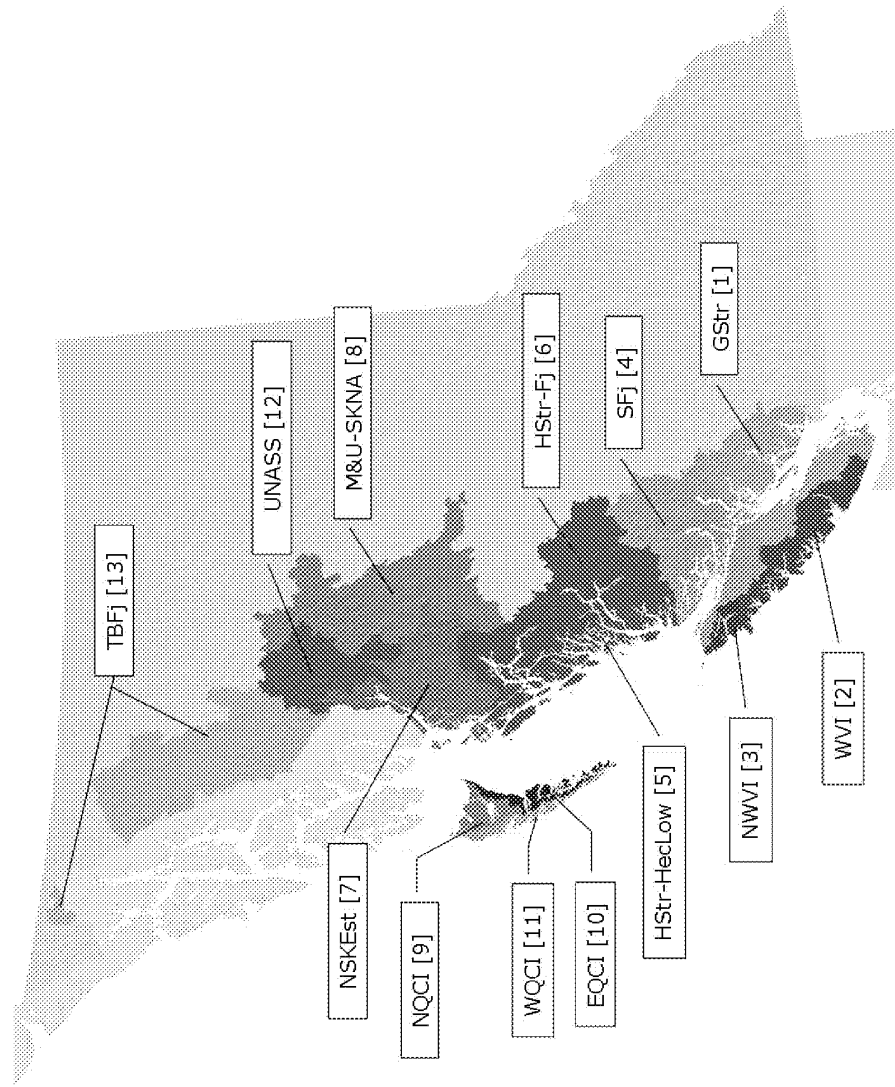 TBFj [13]
UNASS [12]
M&U-SKNA [8]
HStr-Fj [6]
SFj [4]
GStr [1]
NSKEst [7]
NQCI [9]
WQCI [11]
EQCI [10]
HStr-HecLow [5]
NWVI [3]
WVI [2]